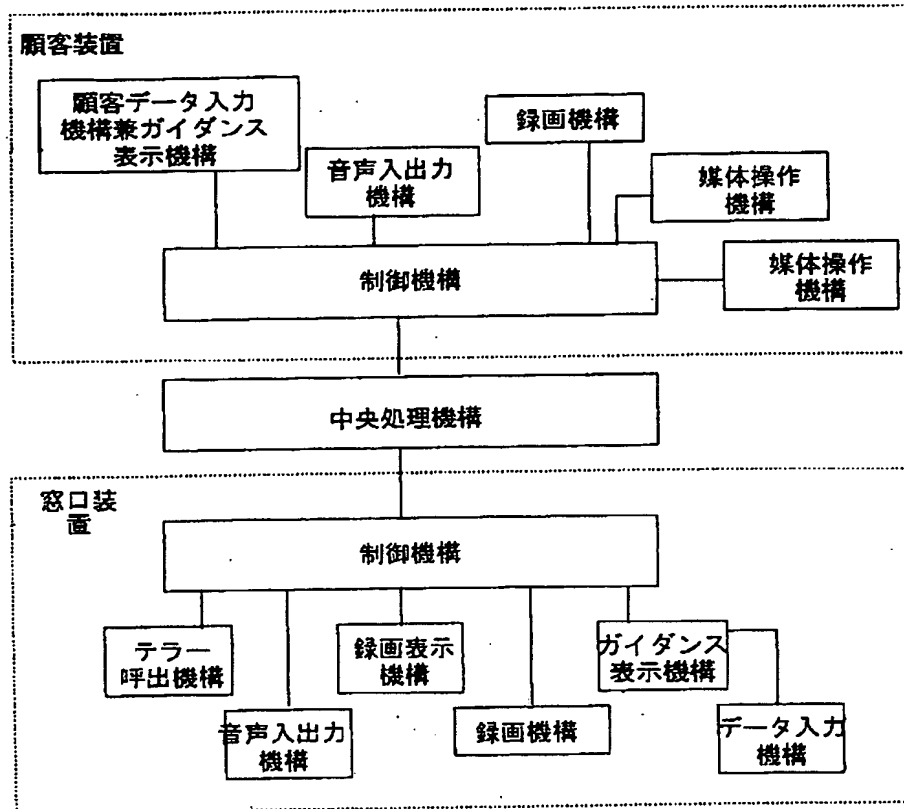 顧客装置
顧客データ入力
機構兼ガイダンス
表示機構
録画機構
音声入出力
機構
媒体操作
機構
制御機構
媒体操作
機構
中央処理機構
窓口装
置
制御機構
テラー
呼出機構
録画表示
機構
ガイダンス
表示機構
音声入出力
機構
録画機構
データ入力
機構